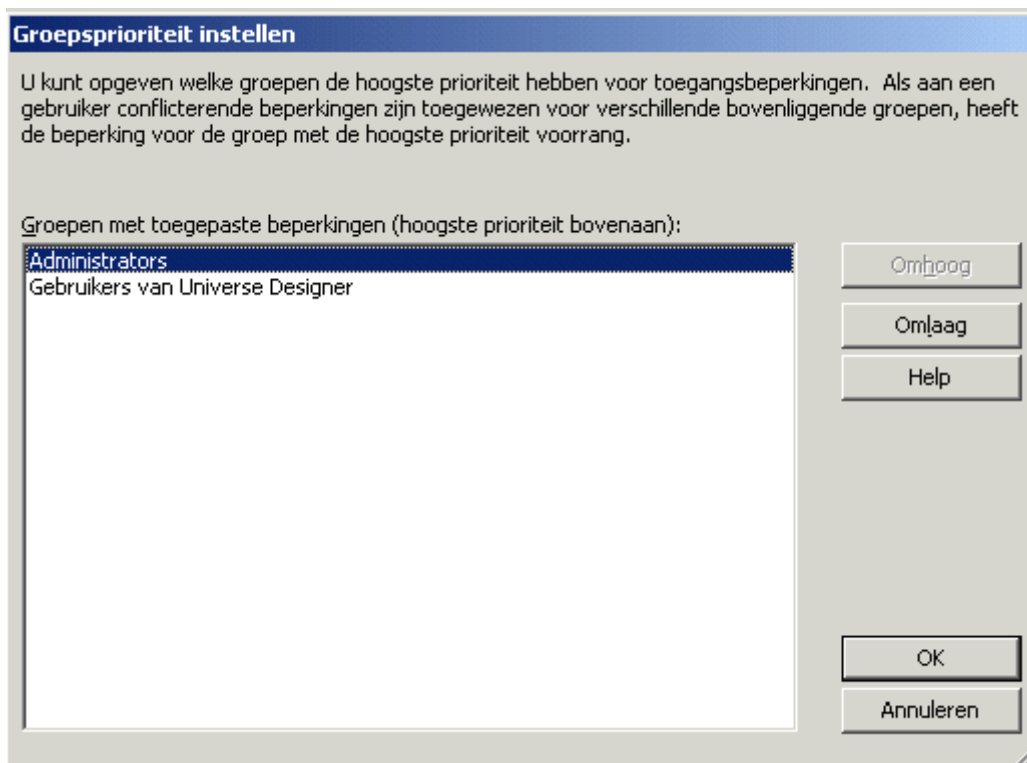 Groepsprioriteit instellen
U kunt opgeven welke groepen de hoogste prioriteit hebben voor toegangsbeperkingen. Als aan een
gebruiker conflicterende beperkingen zijn toegewezen voor verschillende bovenliggende groepen, heeft
de beperking voor de groep met de hoogste prioriteit voorrang.
Groepen met toegepaste beperkingen (hoogste prioriteit bovenaan):
Administrators
Gebruikers van Universe Designer
Omhoog
Omlaag
Help
OK
Annuleren